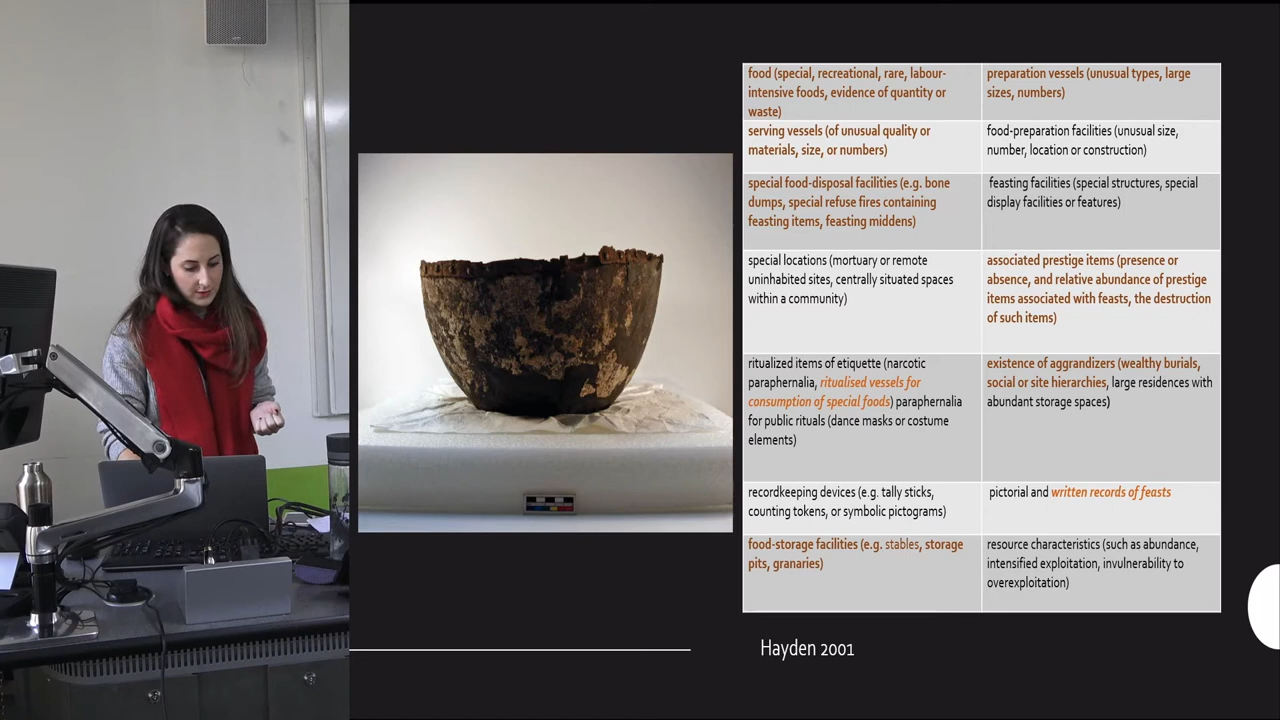 food (special, recreational, rare, labour-
intensive foods, evidence of quantity or
waste)
preparation vessels (unusual types, large
sizes, numbers)
serving vessels (of unusual quality or
materials, size, or numbers)
food-preparation facilities (unusual size,
number, location or construction)
special food-disposal facilities (e.g. bone
dumps, special refuse fires containing
feasting items, feasting middens)
feasting facilities (special structures, special
display facilities or features)
special locations (mortuary or remote
uninhabited sites, centrally situated spaces
within a community)
associated prestige items (presence or
absence, and relative abundance of prestige
items associated with feasts, the destruction
of such items)
ritualized items of etiquette (narcotic
paraphernalia, ritualised vessels for
consumption of special foods) paraphernalia
for public rituals (dance masks or costume
elements)
existence of aggrandizers (wealthy burials,
social or site hierarchies, large residences with
abundant storage spaces)
recordkeeping devices (e.g. tally sticks,
counting tokens, or symbolic pictograms)
pictorial and written records of feasts
food-storage facilities (e.g. stables, storage
pits, granaries)
resource characteristics (such as abundance,
intensified exploitation, invulnerability to
overexploitation)
Hayden 2001